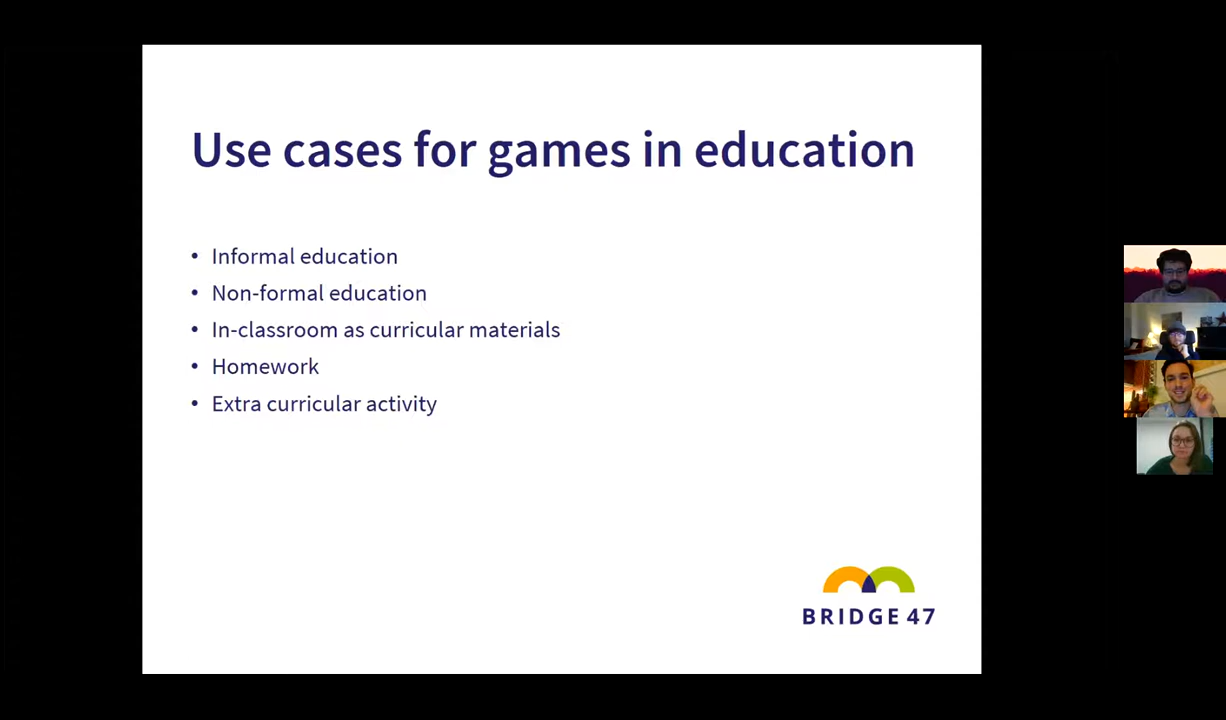 Use cases for games in education
• Informal education
• Non-formal education
• In-classroom as curricular materials
• Homework
• Extra curricular activity
BRIDGE 47